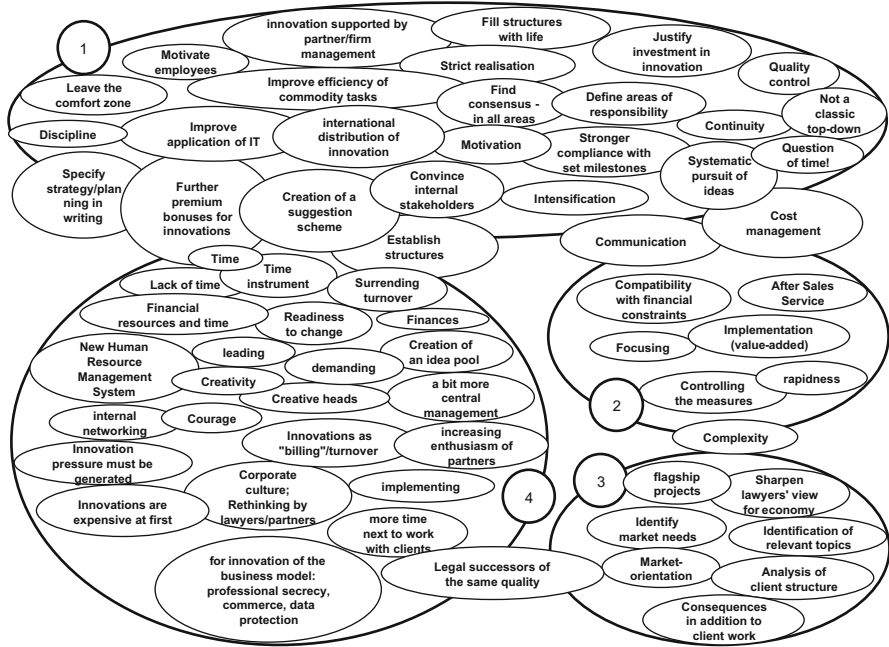 1
innovation supported by
partner/firm
management
Fill structures
with life
Justify
investment in
innovation
Motivate
employees
Strict realisation
Quality
control
Leave the
comfort zone
Improve efficiency of
commodity tasks
Find
consensus -
in all areas
Define areas of
responsibility
Not a
classic
top-down
Discipline
Improve
application of IT
international
distribution of
innovation
Motivation
Stronger
compliance with
set milestones
Continuity
Question
of time!
Specify
strategy/plan
ning in
writing
Further
premium
bonuses for
innovations
Creation of a
suggestion
scheme
Convince
internal
stakeholders
Intensification
Systematic
pursuit of
ideas
Establish
structures
Communication
Cost
management
Time
Time
instrument
Lack of time
Surrending
turnover
Financial
resources and time
Readiness
to change
Finances
New Human
Resource
Management
System
leading
demanding
Creation of
an idea pool
Creativity
Creative heads
a bit more
central
management
internal
networking
Courage
Innovations as
"billing"/turnover
increasing
enthusiasm of
partners
Innovation
pressure must be
generated
Corporate
culture;
Rethinking by
lawyers/partners
implementing
4
Innovations are
expensive at first
more time
next to work
with clients
for innovation of the
business model:
professional secrecy,
commerce, data
protection
Legal successors of
the same quality
Compatibility
with financial
constraints
After Sales
Service
Focusing
Implementation
(value-added)
2
Controlling
the measures
rapidness
Complexity
3
flagship
projects
Sharpen
lawyers' view
for economy
Identify
market needs
Identification of
relevant topics
Market-
orientation
Analysis of
client structure
Consequences
in addition to
client work